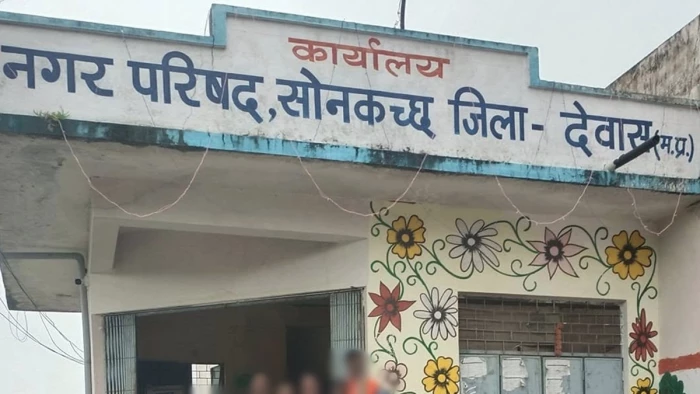 कार्यालय
नगर परिषद, सोनकच्छ जिला- देवास (म.प्र.)